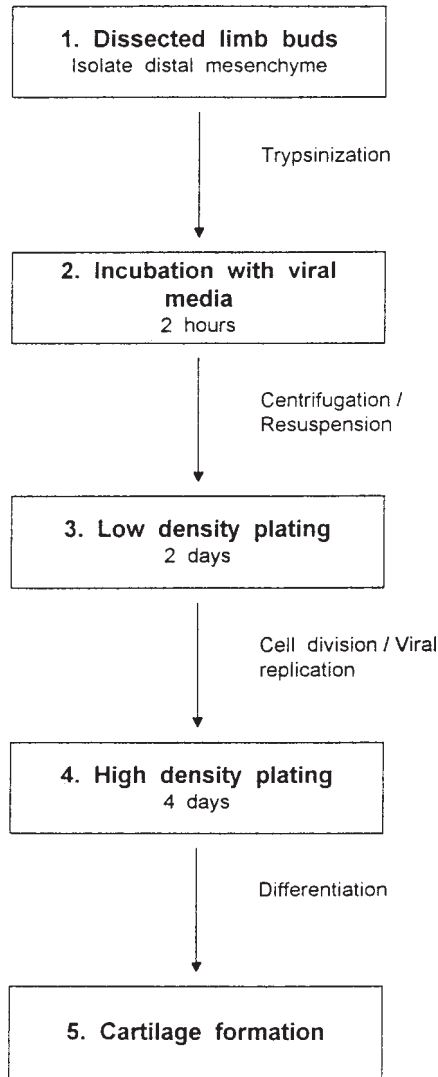 1. Dissected limb buds
Isolate distal mesenchyme
Trypsinization
2. Incubation with viral
media
2 hours
Centrifugation /
Resuspension
3. Low density plating
2 days
Cell division / Viral
replication
4. High density plating
4 days
Differentiation
5. Cartilage formation